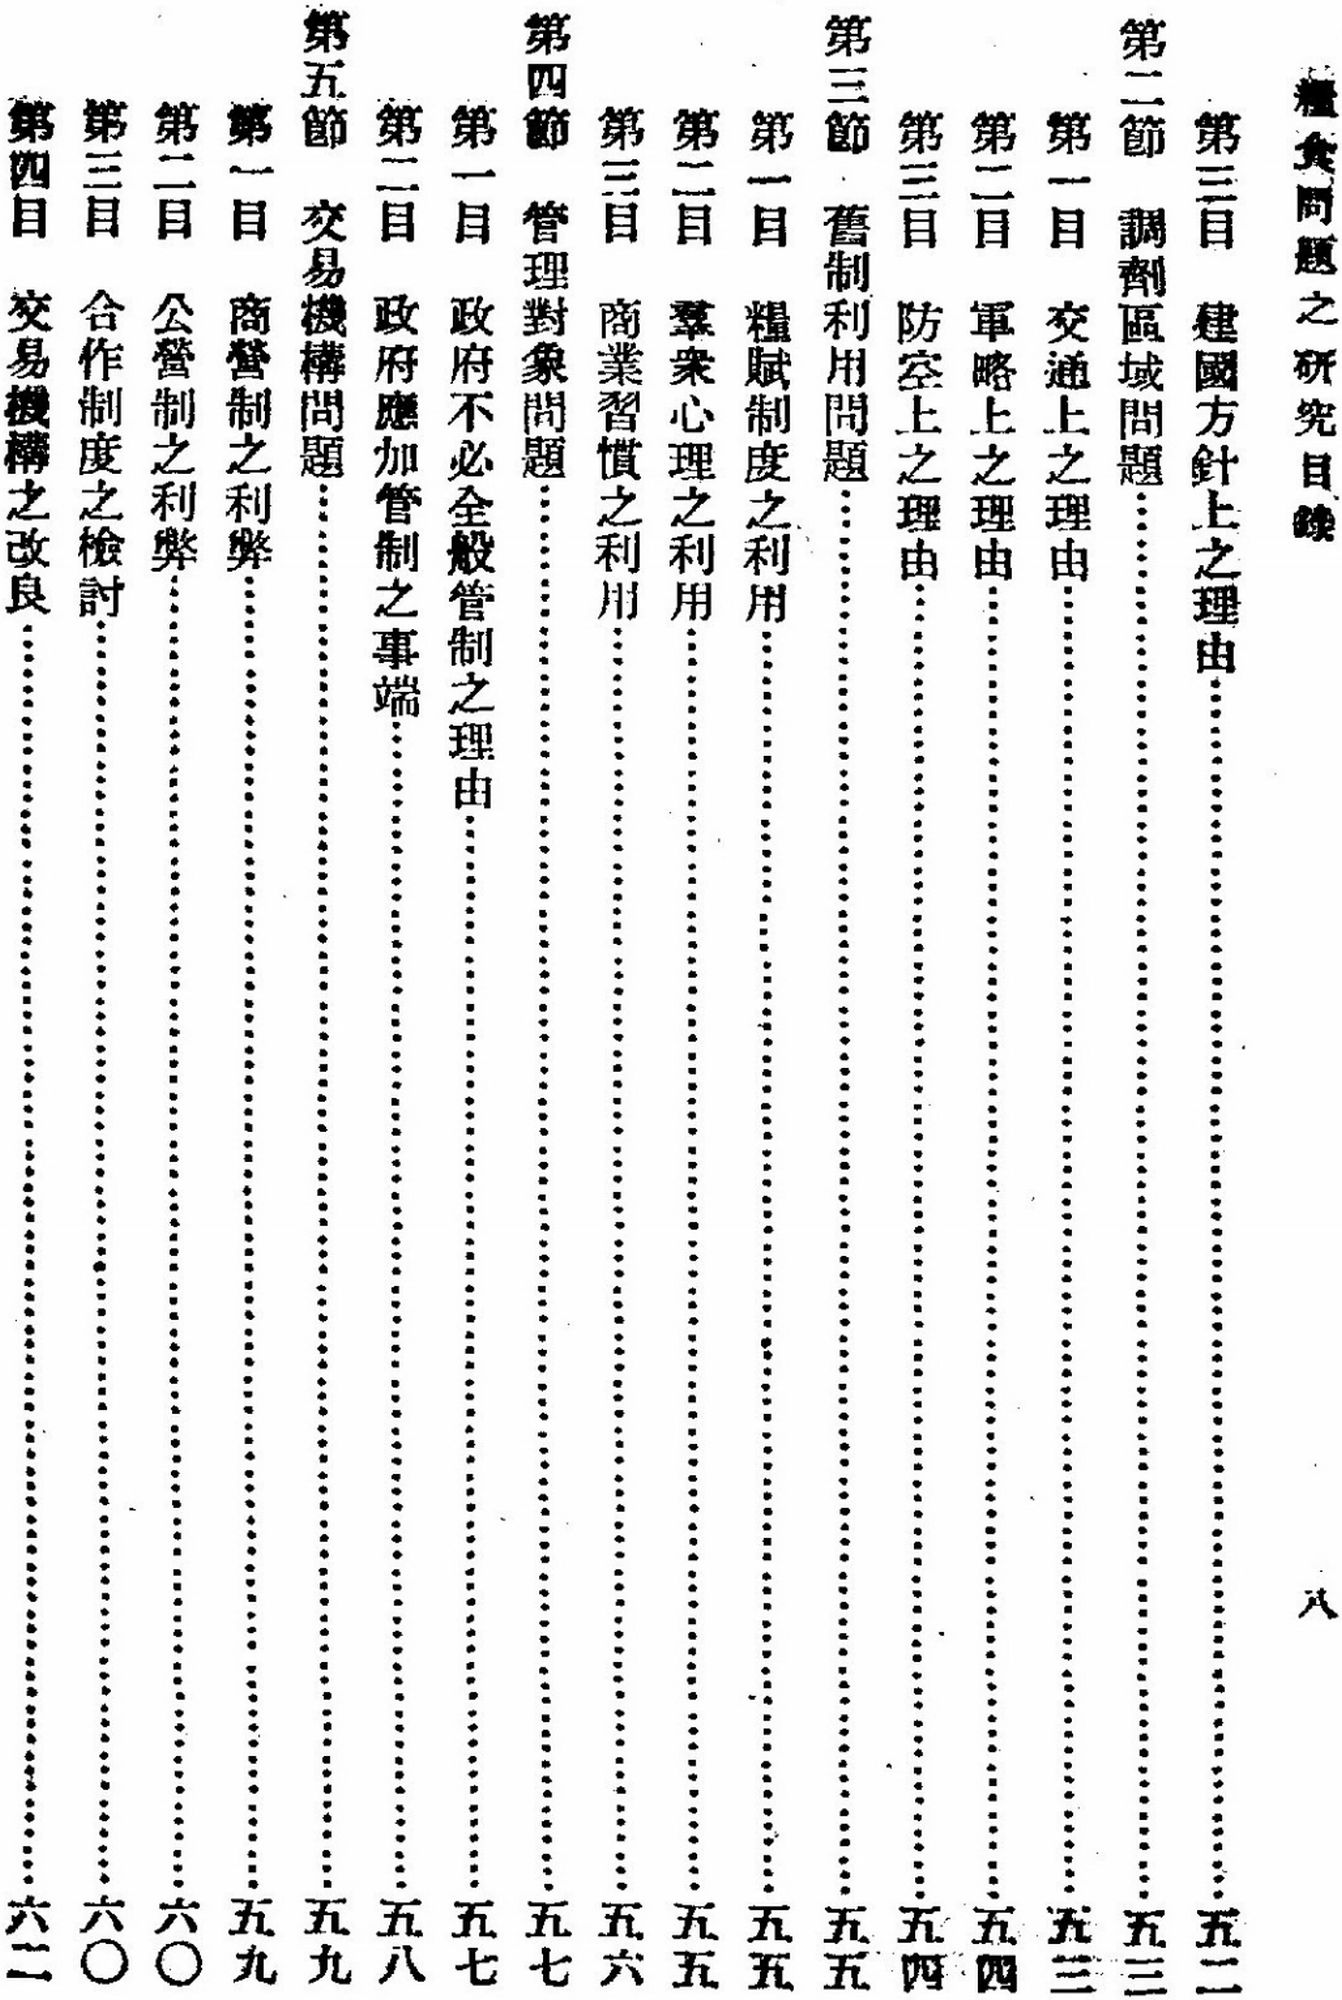 糧食問題之研究目錄　八
第三目　建國方針上之理由……五二
第二節　調劑區域問題……五三
第一目　交通上之理由……五三
第二目　軍略上之理由……五四
第三目　防空上之理由……五四
第三節　舊制利用問題……五五
第一目　糧賦制度之利用……五五
第二目　羣衆心理之利用……五五
第三目　商業習慣之利用……五六
第四節　管理對象問題……五七
第一目　政府不必全般管制之理由……五七
第二目　政府應加管制之事端……五八
第五節　交易機構問題……五九
第一目　商營制之利弊……五九
第二目　公營制之利弊……六〇
第三目　合作制度之檢討……六〇
第四目　交易機構之改良……六二